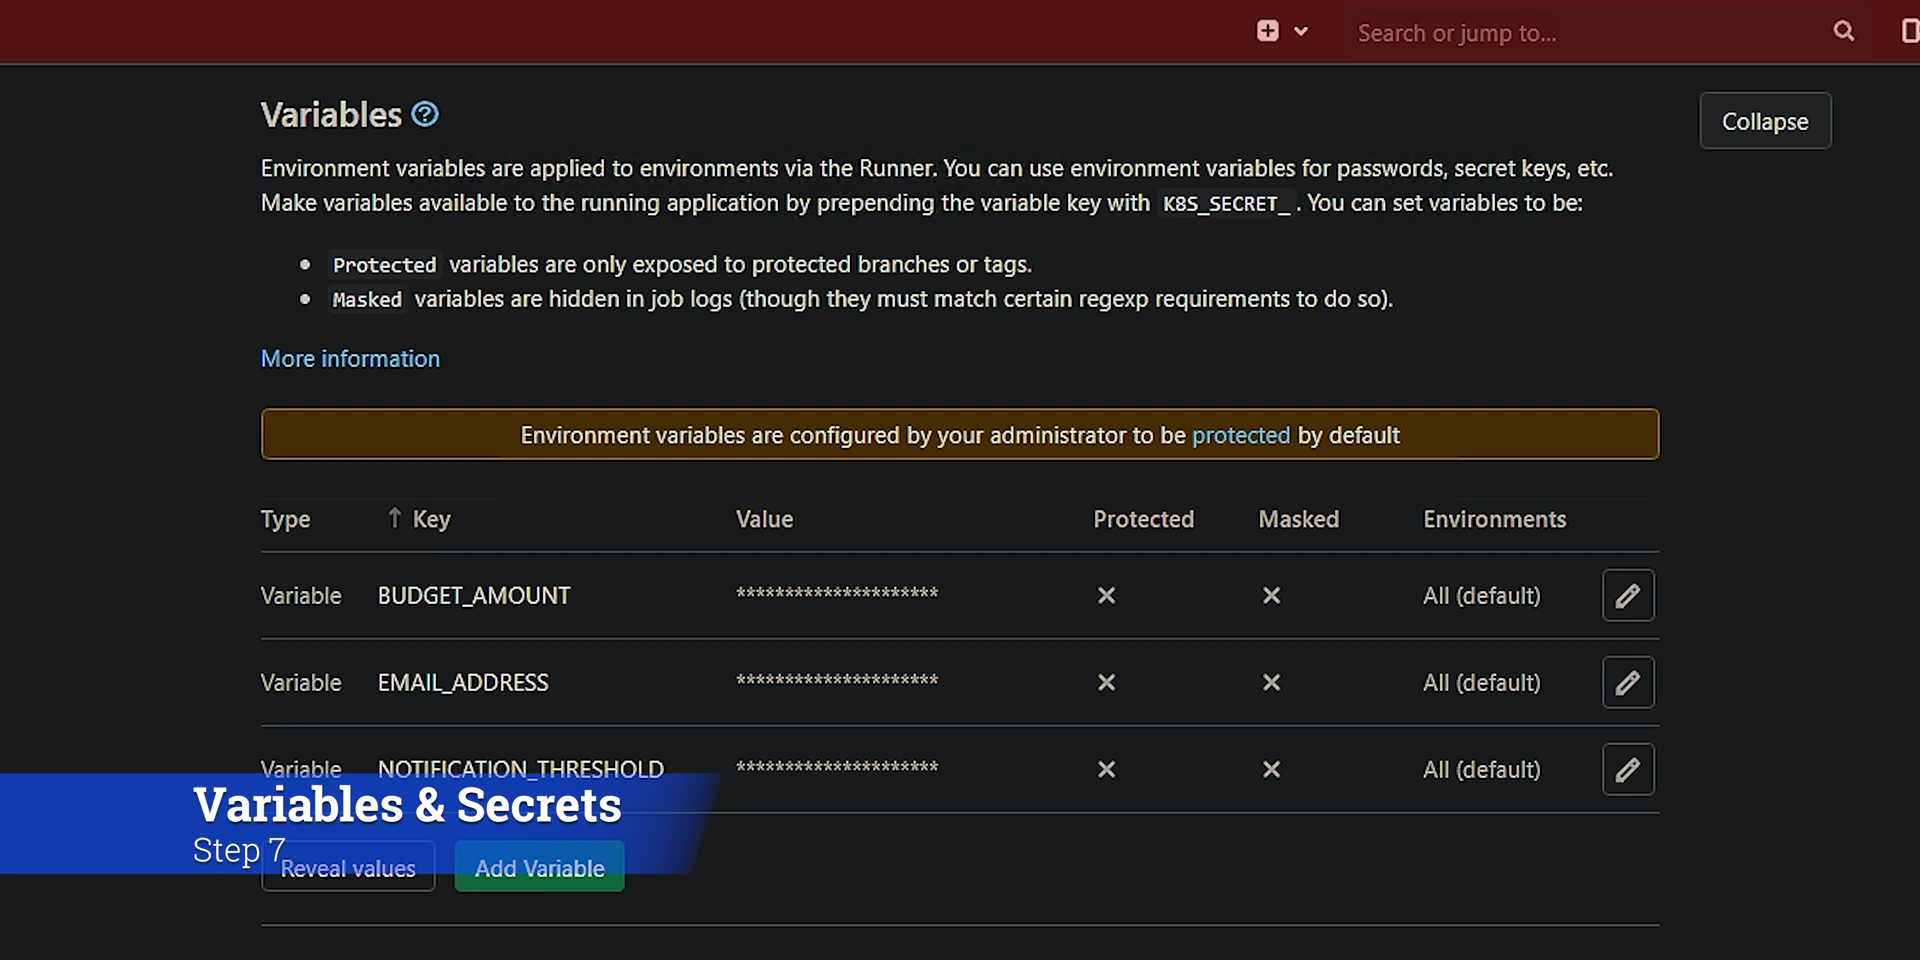 Search or jump to...
Variables
Collapse
Environment variables are applied to environments via the Runner. You can use environment variables for passwords, secret keys, etc.
Make variables available to the running application by prepending the variable key with K8S_SECRET_ . You can set variables to be:
• Protected variables are only exposed to protected branches or tags.
• Masked variables are hidden in job logs (though they must match certain regexp requirements to do so).
More information
Environment variables are configured by your administrator to be protected by default
Type ↑ Key Value Protected Masked Environments
Variable BUDGET_AMOUNT ********************* ✕ ✕ All (default)
Variable EMAIL_ADDRESS ********************* ✕ ✕ All (default)
Variable NOTIFICATION_THRESHOLD ********************* ✕ ✕ All (default)
Variables & Secrets
Step 7
Reveal values Add Variable